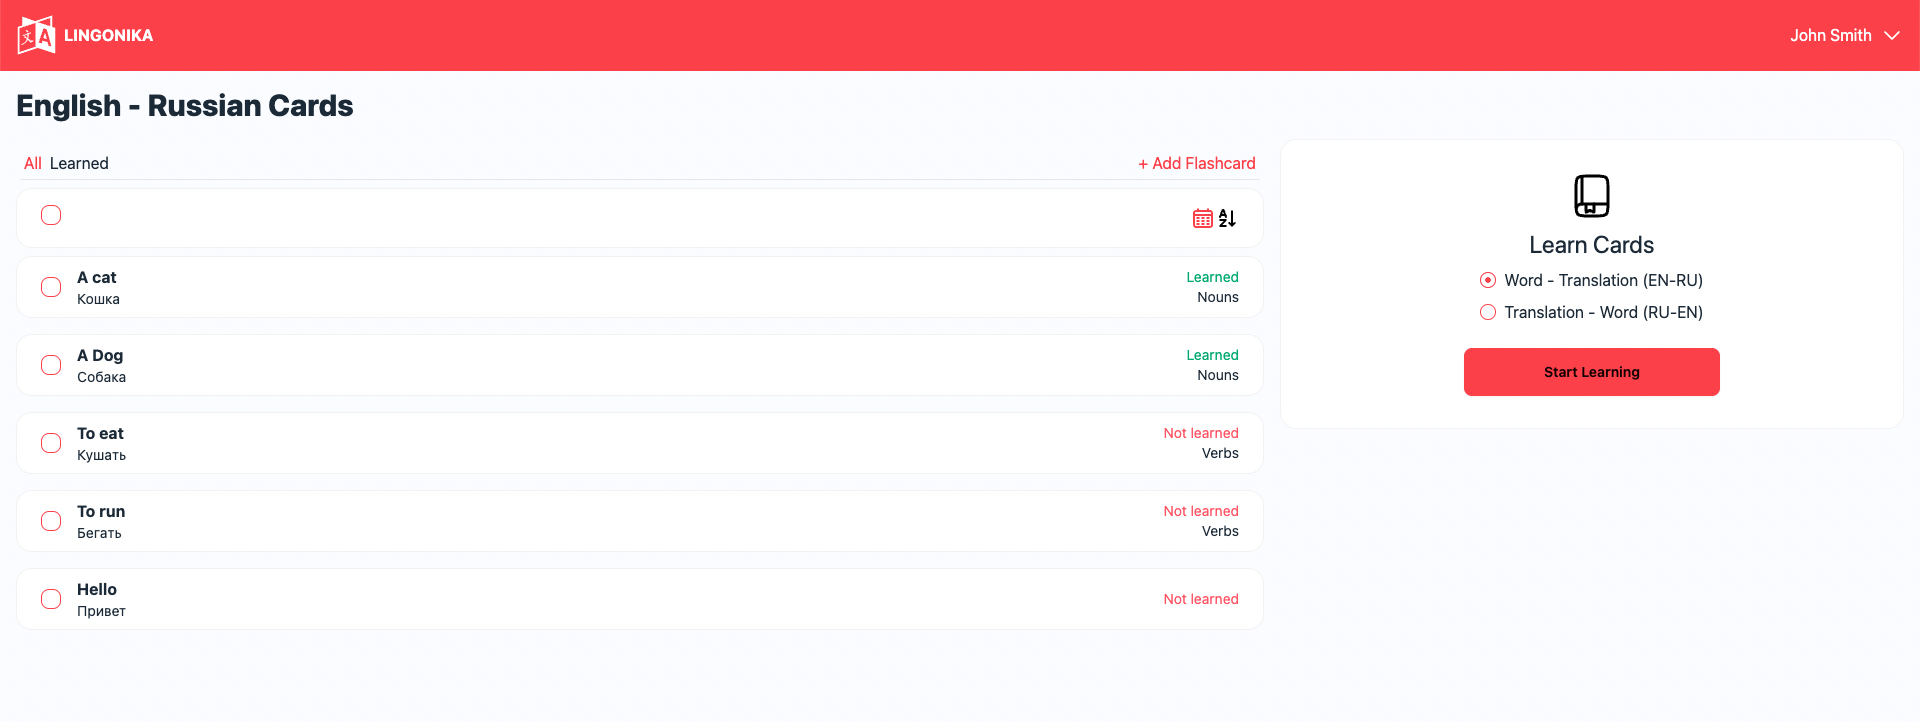 LINGONIKA
John Smith
English - Russian Cards
All Learned
+ Add Flashcard
A cat
Кошка
Learned
Nouns
A Dog
Собака
Learned
Nouns
To eat
Кушать
Not learned
Verbs
To run
Бегать
Not learned
Verbs
Hello
Привет
Not learned
Learn Cards
Word - Translation (EN-RU)
Translation - Word (RU-EN)
Start Learning